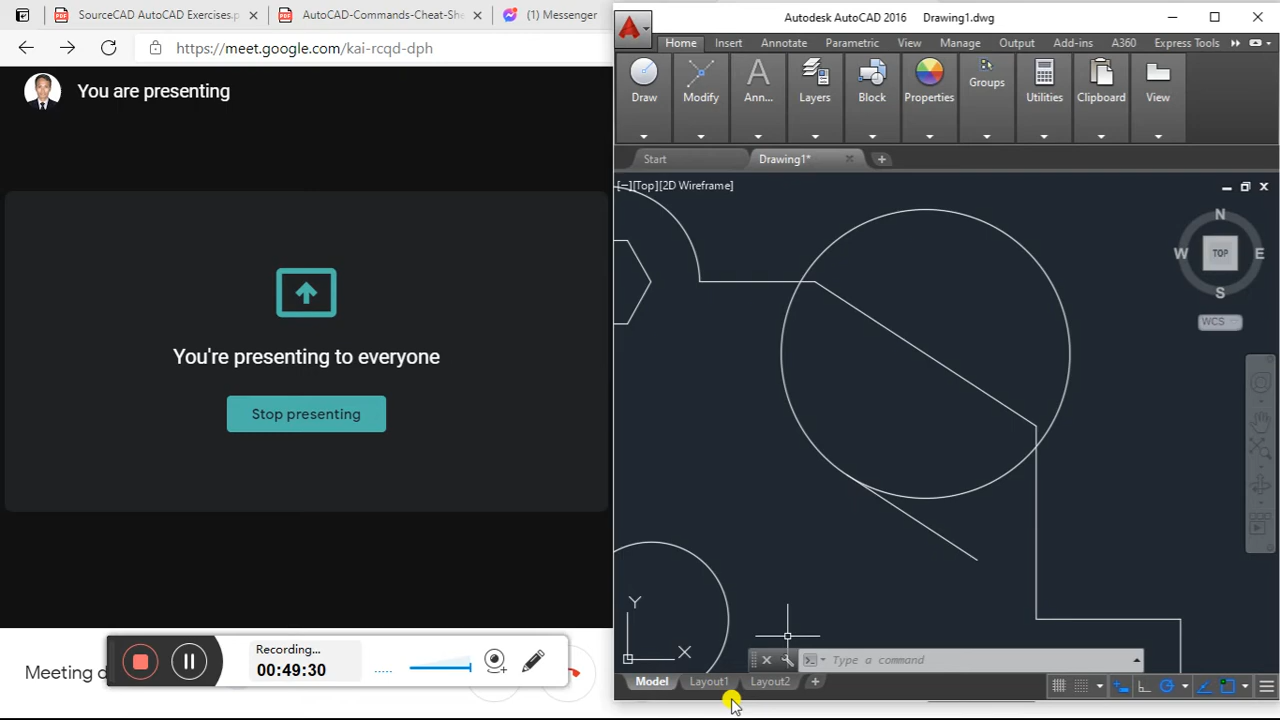 SourceCAD AutoCAD Exercises.p
AutoCAD-Commands-Cheat-She
(1) Messenger
https://meet.google.com/kai-rcqd-dph
You are presenting
You're presenting to everyone
Stop presenting
Meeting d
Recording...
00:49:30
Autodesk AutoCAD 2016 Drawing1.dwg
Home Insert Annotate Parametric View Manage Output Add-ins A360 Express Tools
Draw Modify Ann... Layers Block Properties Groups Utilities Clipboard View
Start Drawing1*
[−][Top][2D Wireframe]
N
W TOP E
S
WCS
Y
X
Type a command
Model Layout1 Layout2